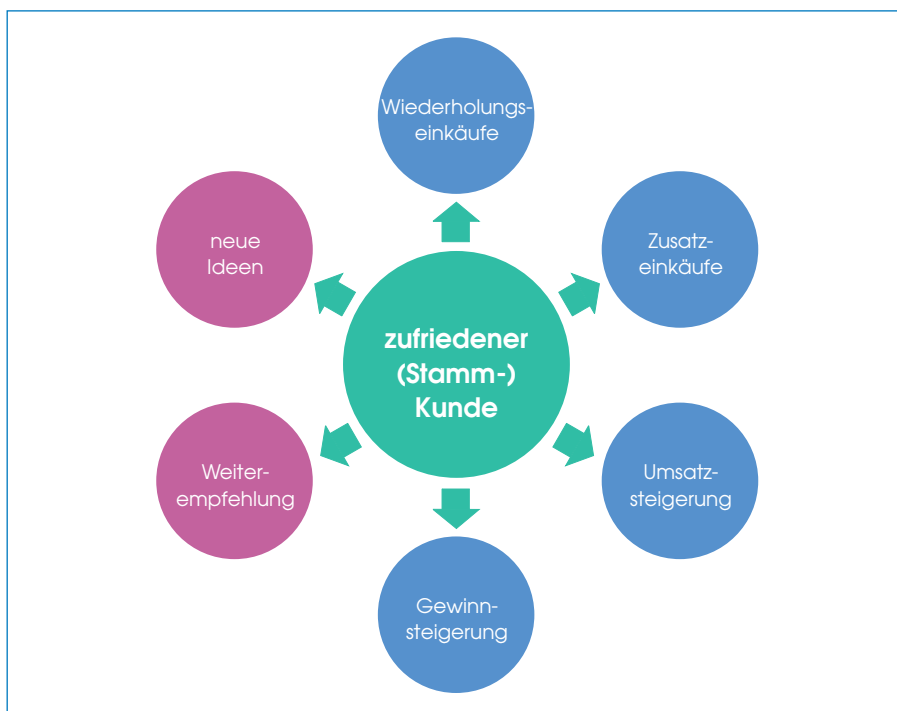 Wiederholungs-
einkäufe
neue
Ideen
Zusatz-
einkäufe
zufriedener
(Stamm-)
Kunde
Weiter-
empfehlung
Umsatz-
steigerung
Gewinn-
steigerung